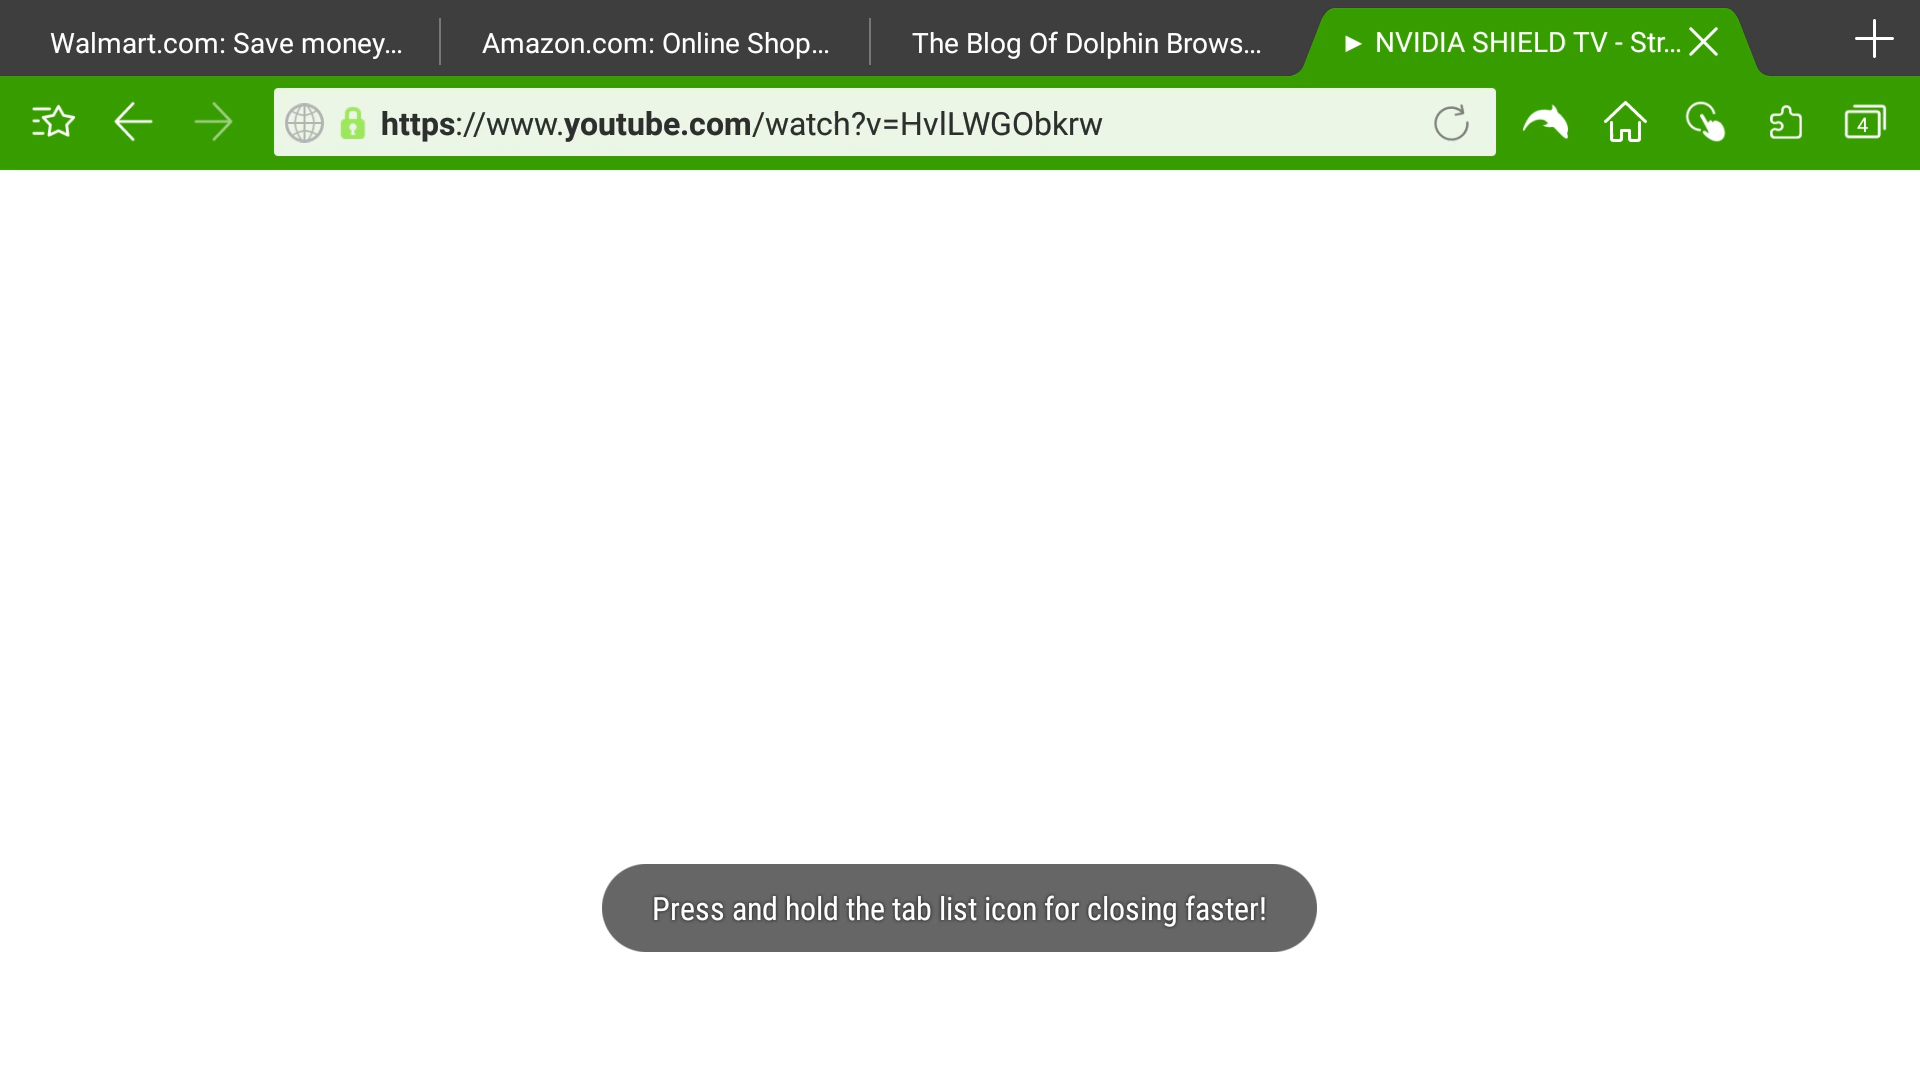 Walmart.com: Save money...
Amazon.com: Online Shop...
The Blog Of Dolphin Brows...
► NVIDIA SHIELD TV - Str...
https://www.youtube.com/watch?v=HvlLWGObkrw
4
Press and hold the tab list icon for closing faster!